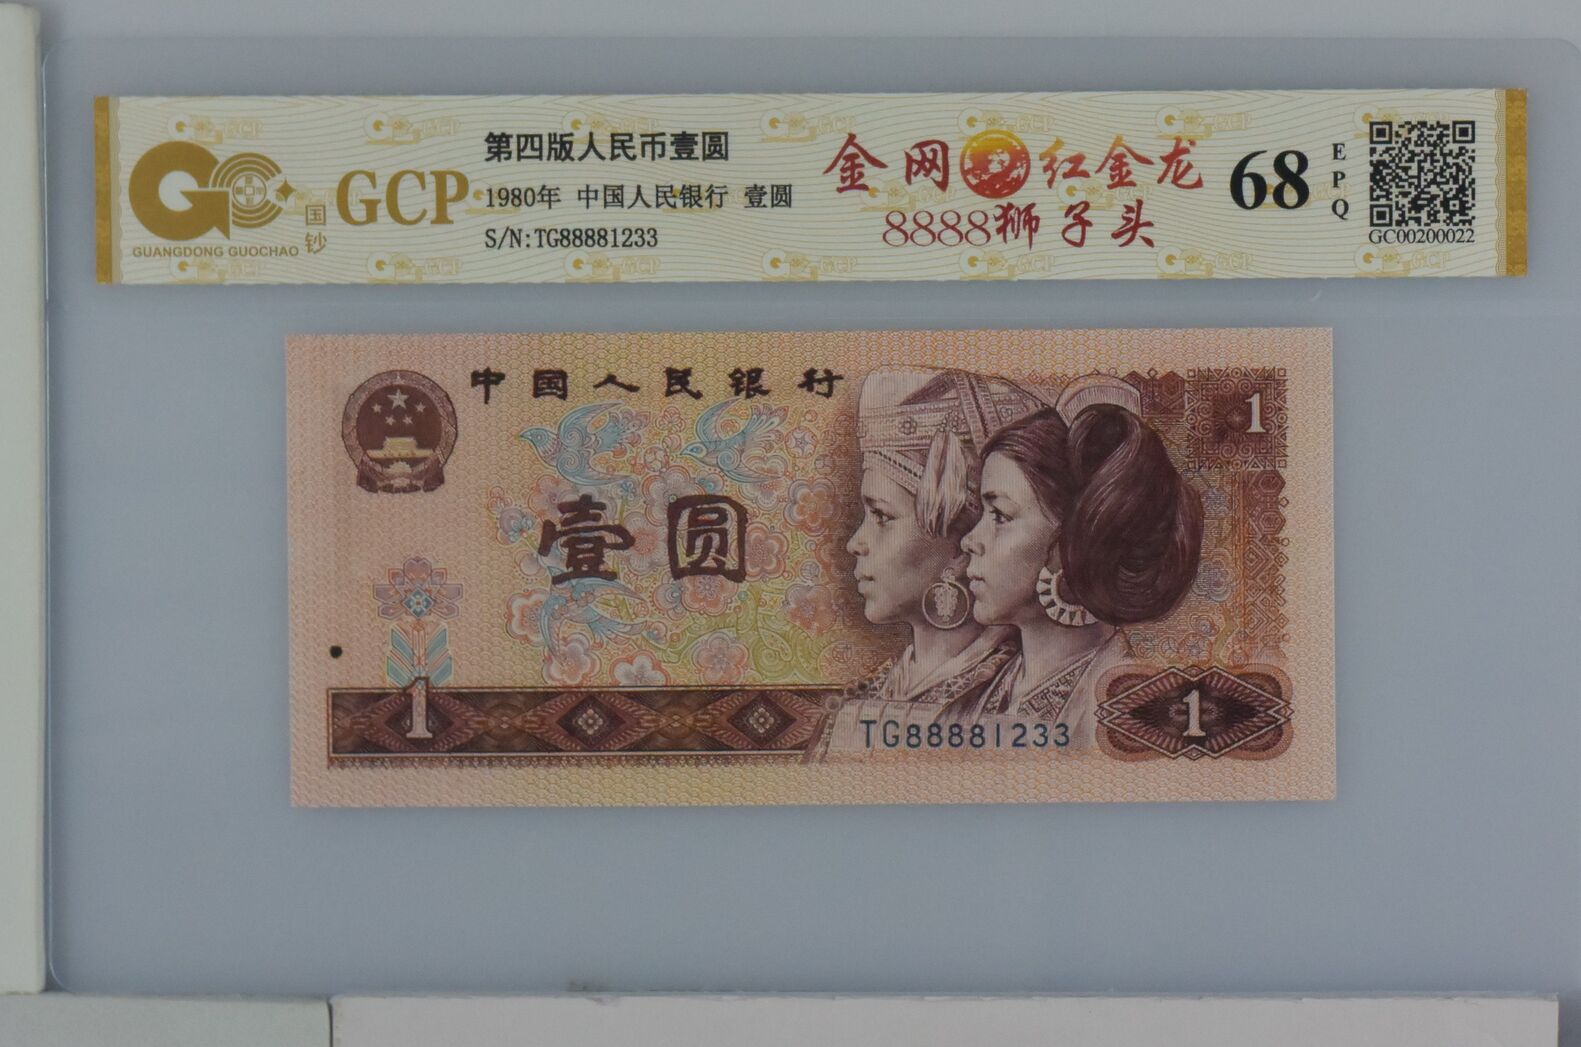 GUANGDONG GUOCHAO
国钞
GCP
第四版人民币壹圆
1980年 中国人民银行 壹圆
S/N:TG88881233
金网 红金龙
8888狮子头
68
EPQ
GC00200022
中国人民银行
1
壹圆
1
TG88881233
1